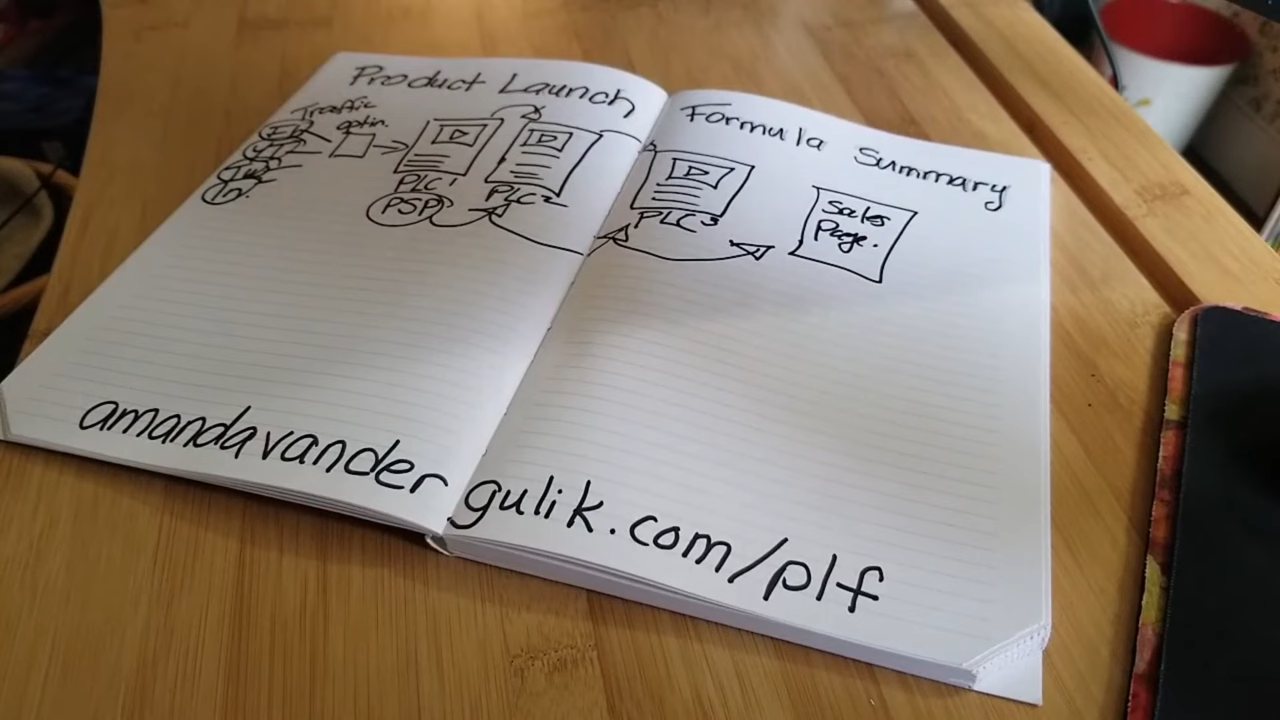 Product Launch Formula Summary
Traffic
optin.
PLC1
PLC2
PLC3
PSP
Sales
Page.
amandavandergulik.com/plf